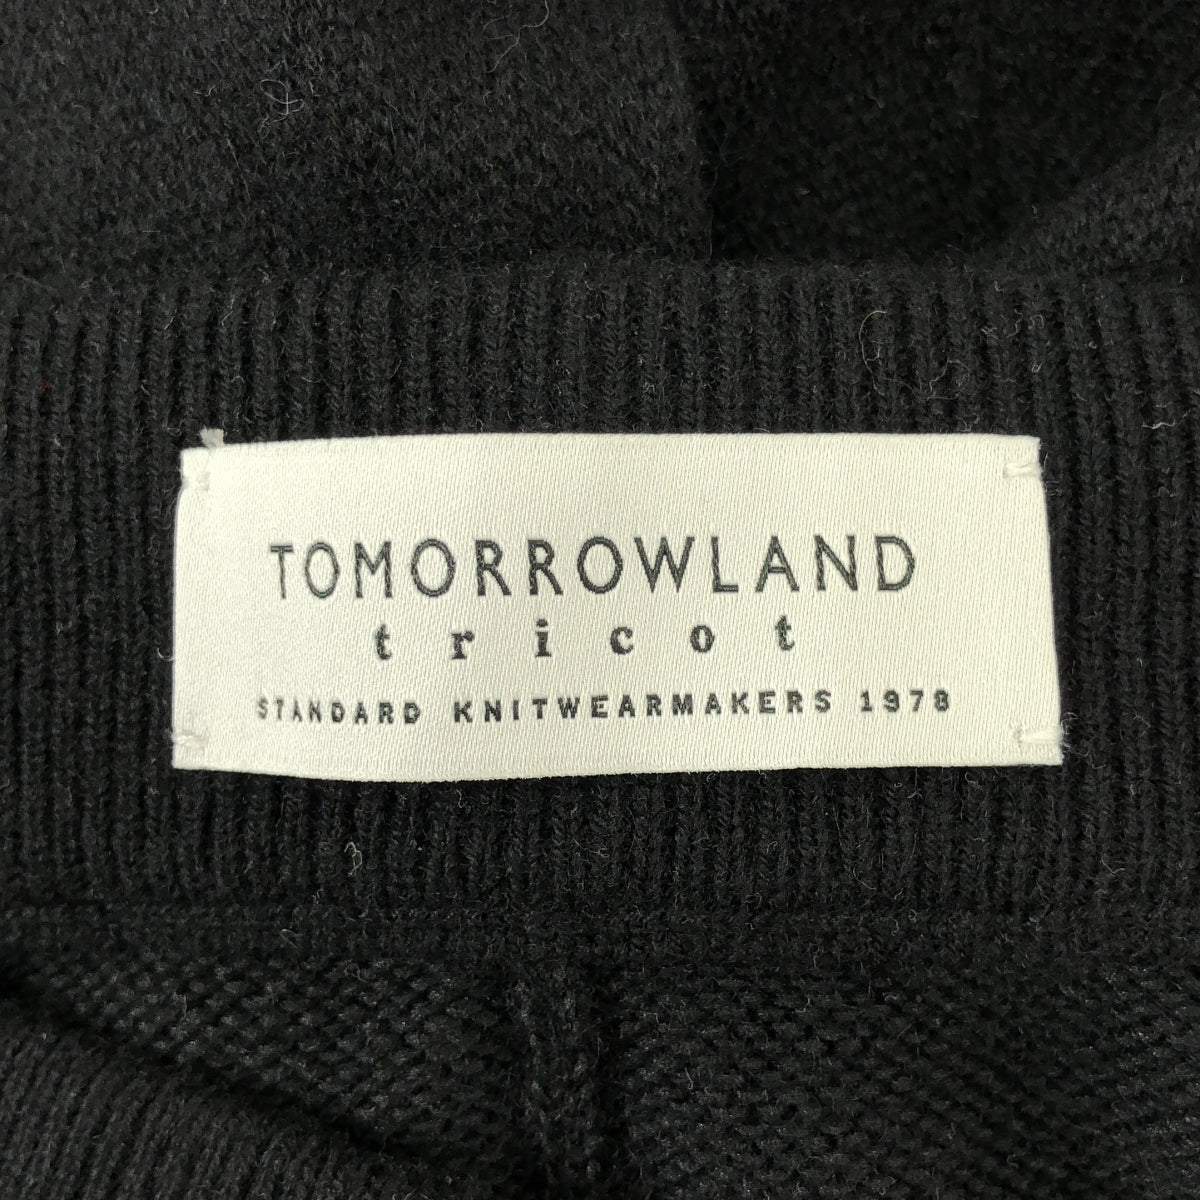 TOMORROWLAND
tricot
STANDARD KNITWEARMAKERS 1978